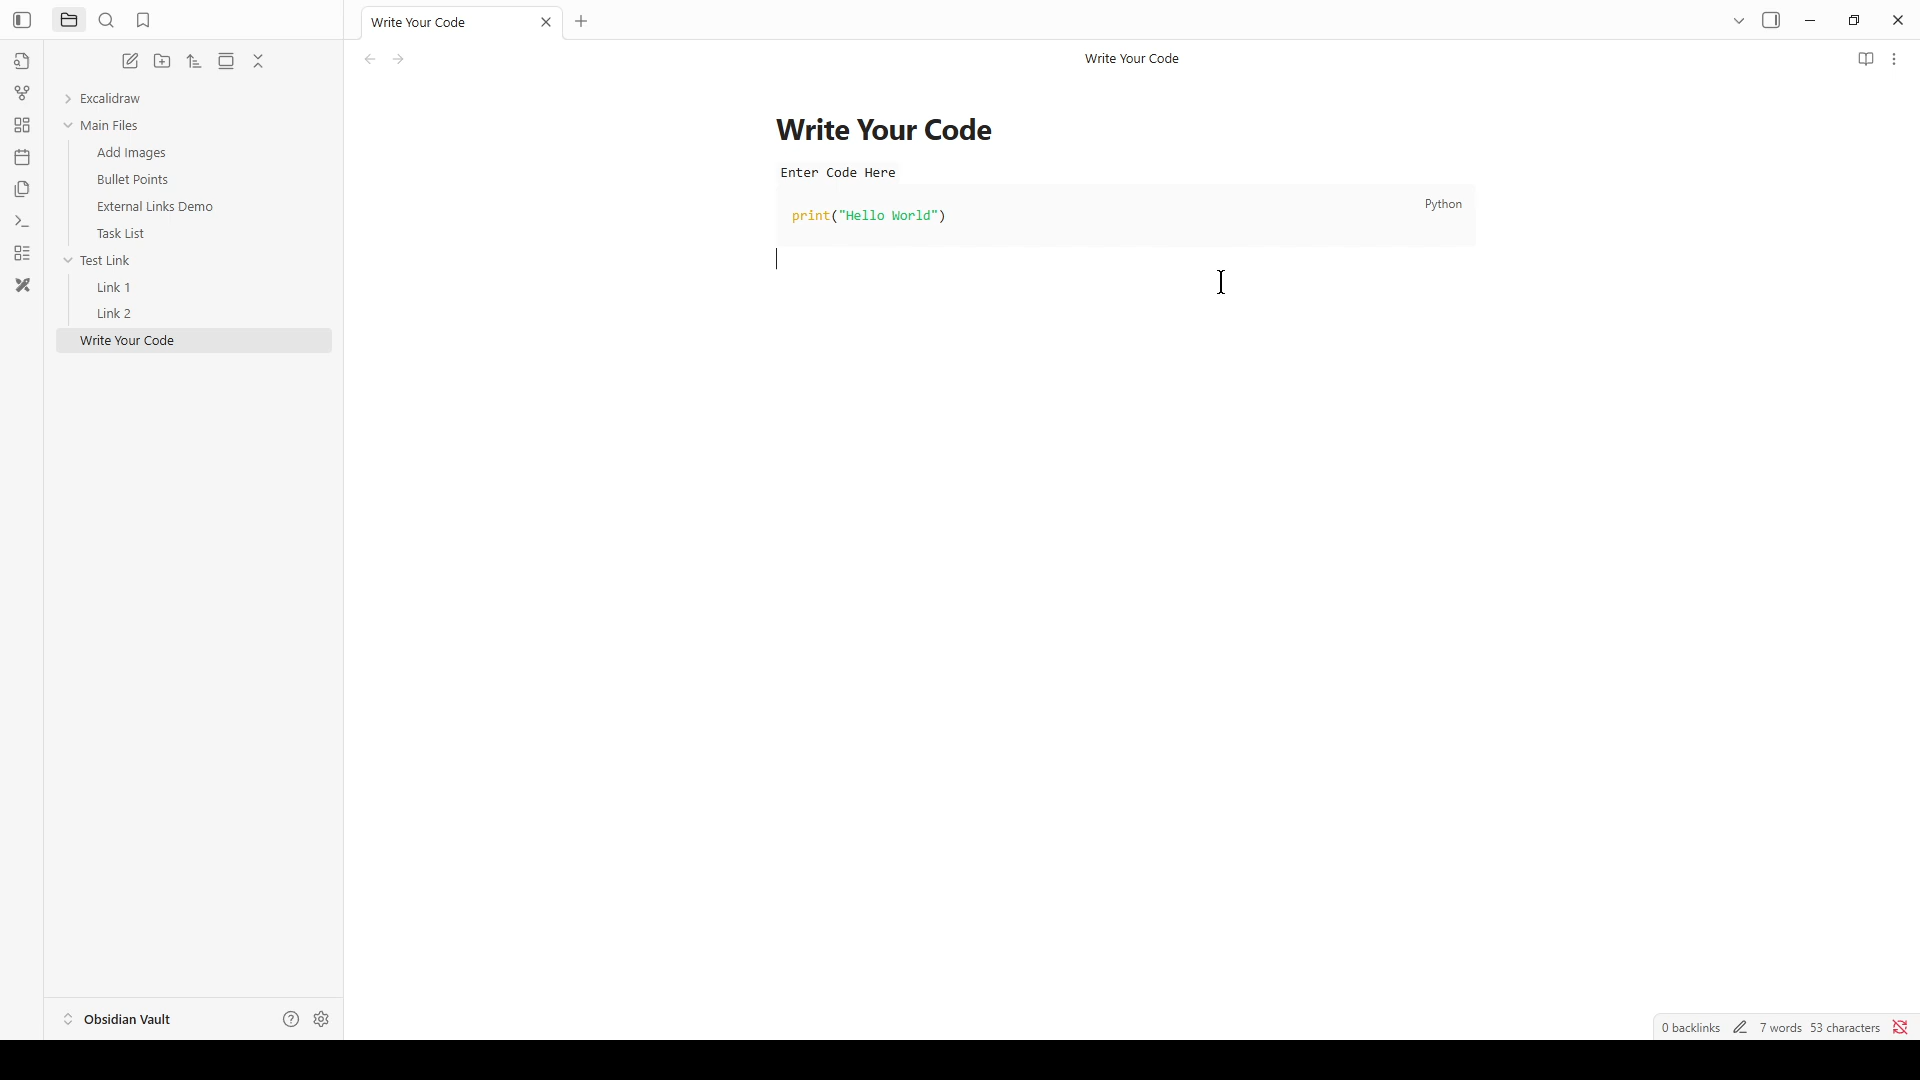 Write Your Code
Write Your Code
Excalidraw
Main Files
Add Images
Bullet Points
External Links Demo
Task List
Test Link
Link 1
Link 2
Write Your Code
Write Your Code
Enter Code Here
Python
print("Hello World")
Obsidian Vault
0 backlinks 7 words 53 characters